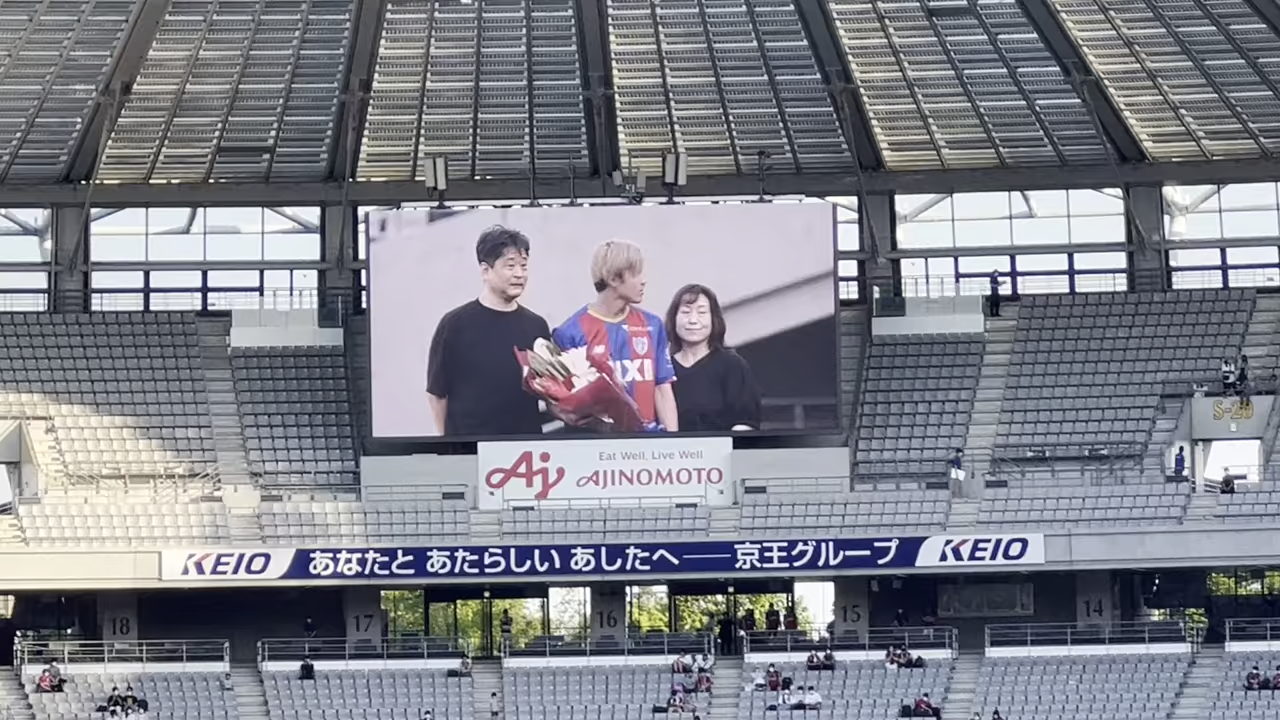 MIXI
Eat Well, Live Well
Aj AJINOMOTO
S-20
KEIO あなたと あたらしい あしたへ――京王グループ KEIO
18 17 16 15 14